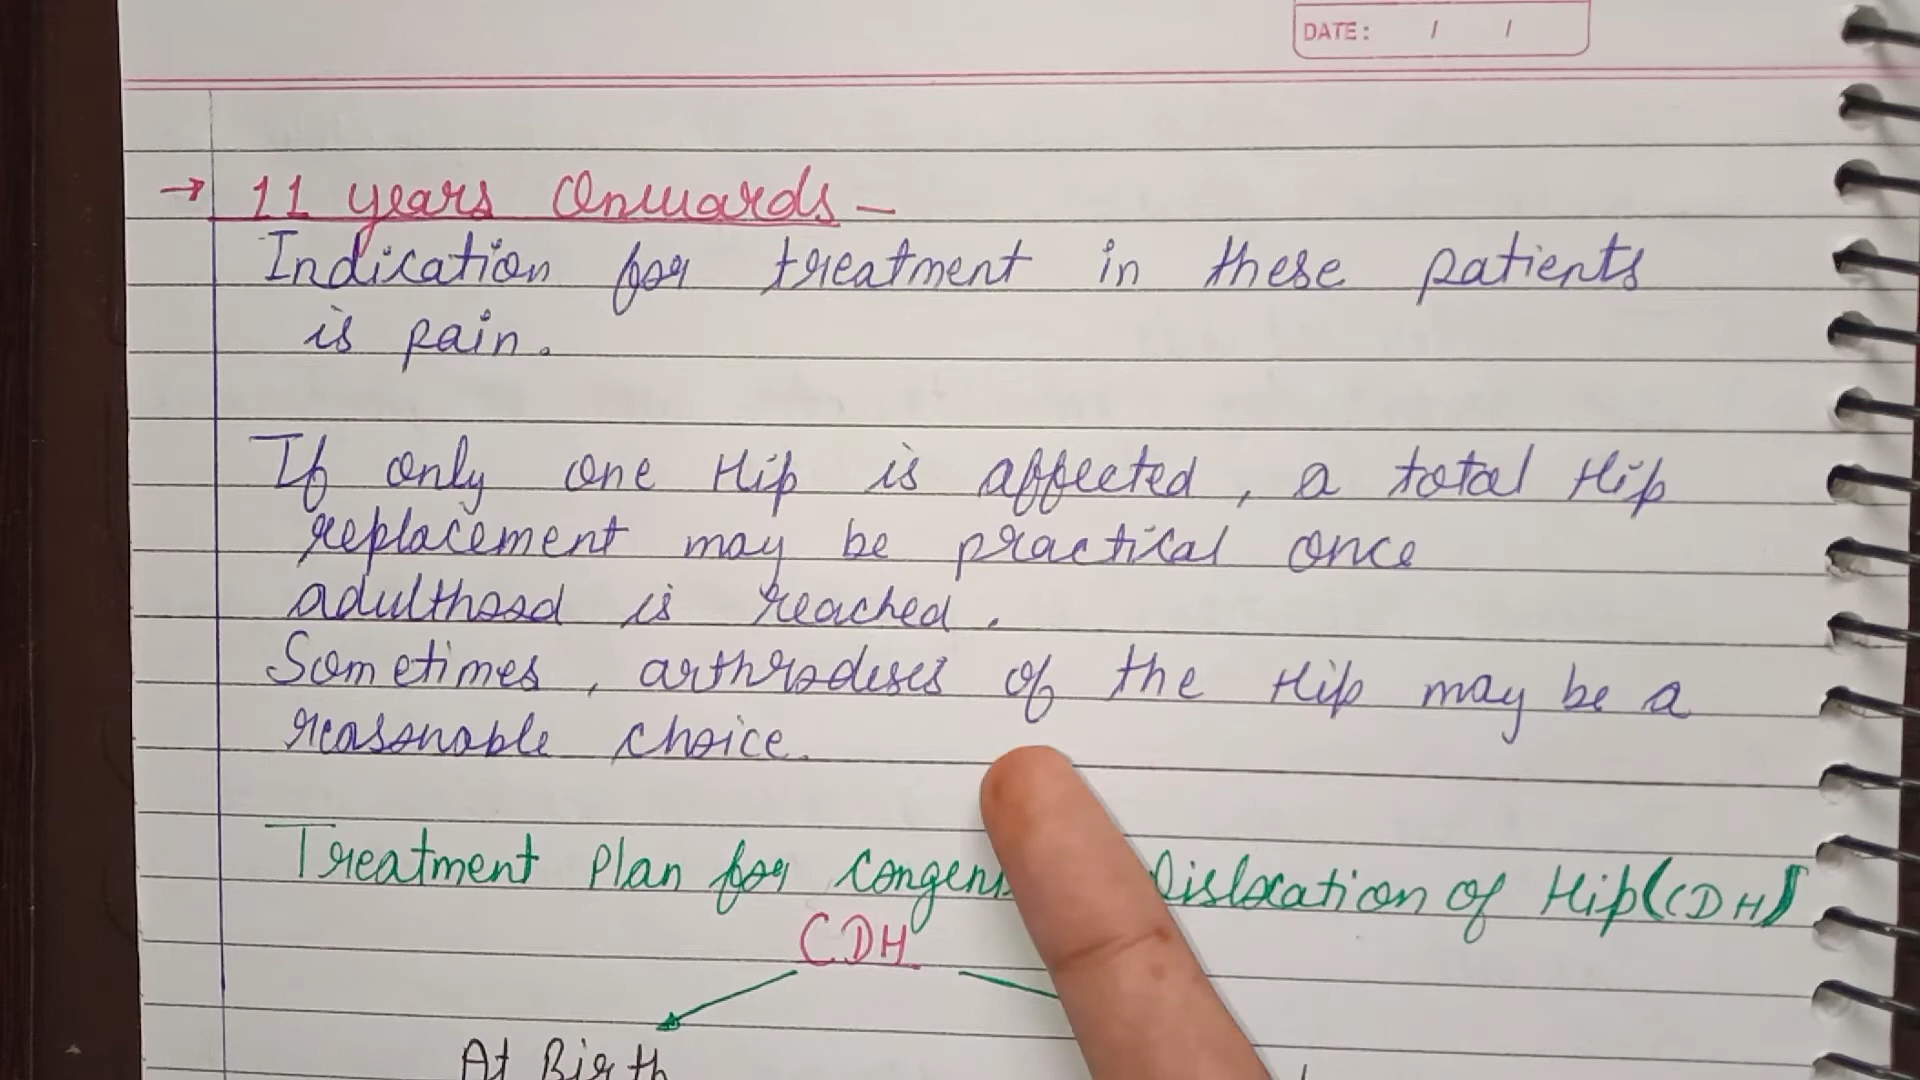 DATE: / /
→ 11 years Onwards —
Indication for treatment in these patients
is pain.
If only one Hip is affected, a total Hip
replacement may be practical once
adulthood is reached.
Sometimes, arthrodeses of the Hip may be a
reasonable choice.
Treatment Plan for Dislocation of Hip (CDH)
CDH
At Birth